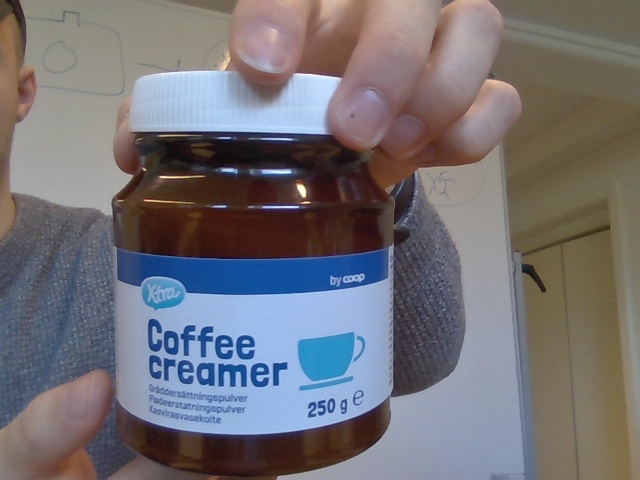 by coop
Xtra
Coffee
creamer
Gräddersättningspulver
Fløteerstatningspulver
Kasvirasvasekoite
250 g e